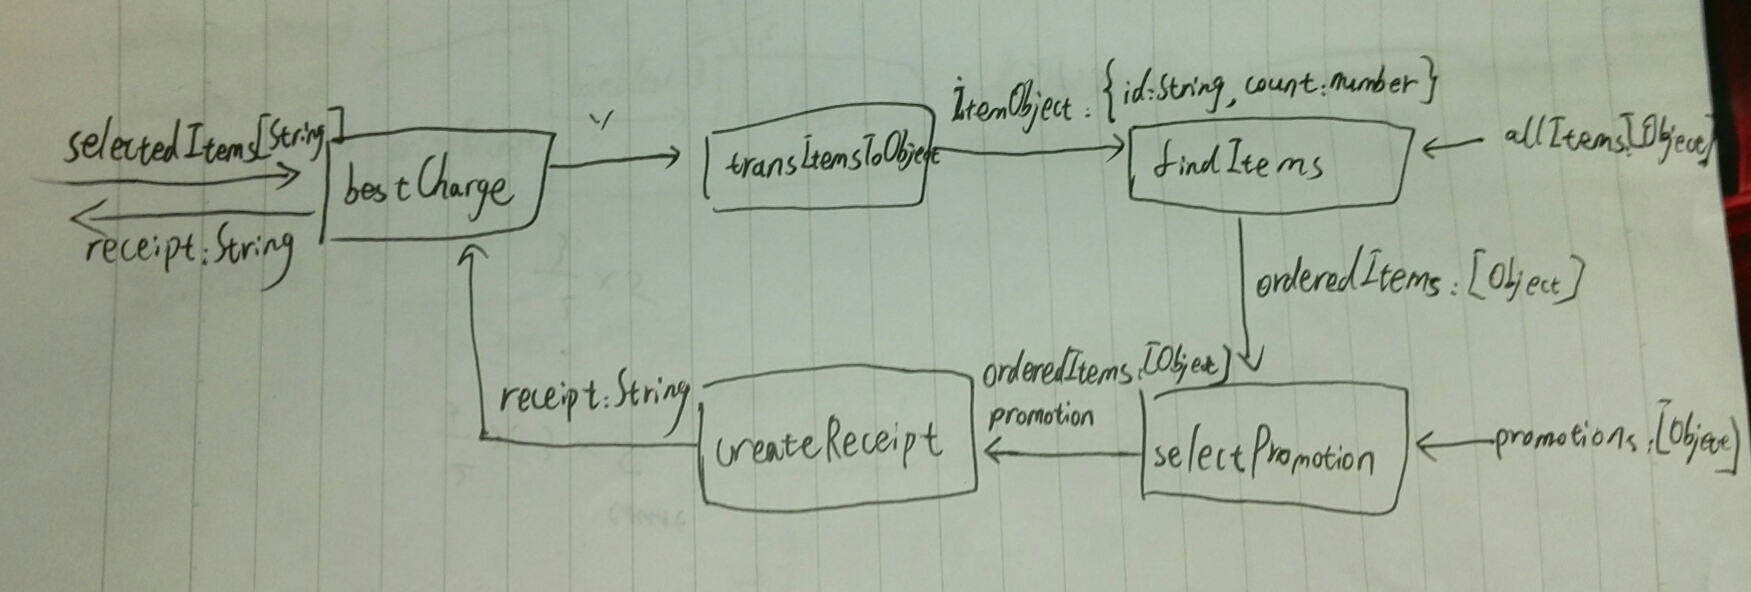 selectedItems[String]
bestCharge
receipt:String
transItemsToObject
ItemObject:{id:String, count:number}
findItems
allItems:[Object]
orderedItems:[Object]
orderedItems:[Object]
promotion
selectPromotion
promotions:[Object]
createReceipt
receipt:String